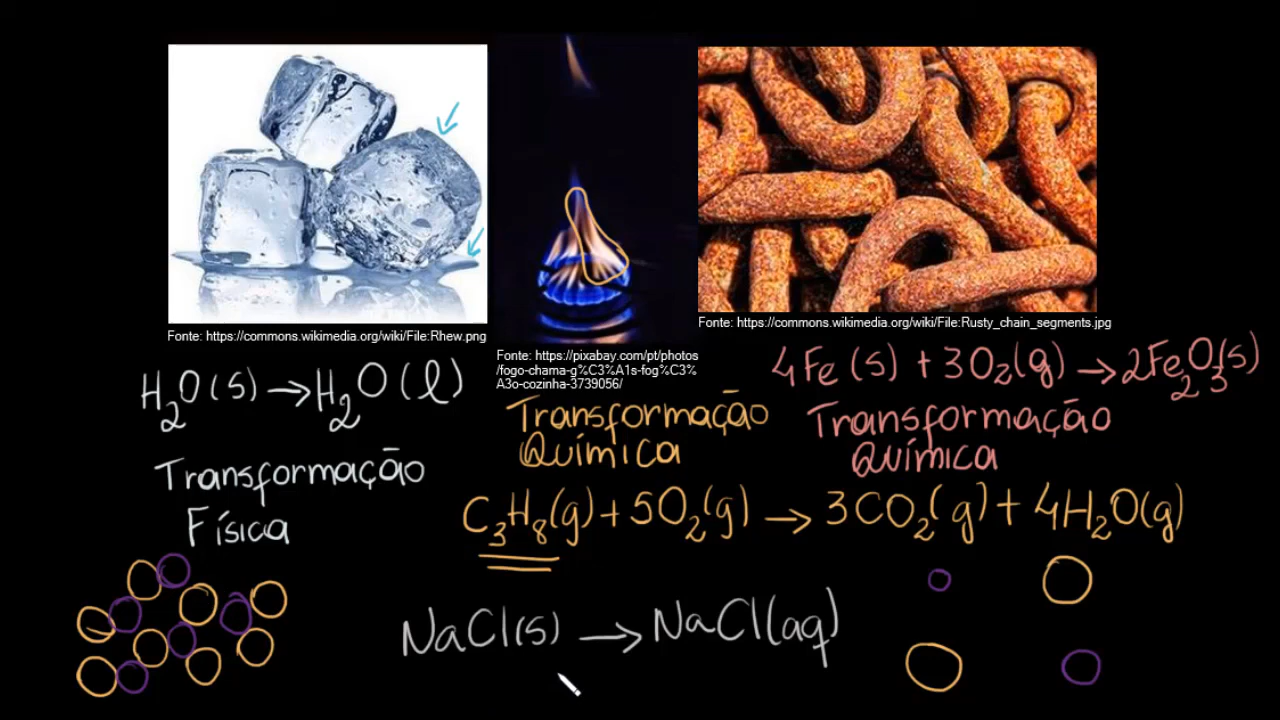 Fonte: https://commons.wikimedia.org/wiki/File:Rhew.png
Fonte: https://pixabay.com/pt/photos
/fogo-chama-g%C3%A1s-fog%C3%
A3o-cozinha-3739056/
Fonte: https://commons.wikimedia.org/wiki/File:Rusty_chain_segments.jpg
H₂O(s) → H₂O(l)
Transformação
Física
Transformação
Química
4Fe(s) + 3O₂(g) → 2Fe₂O₃(s)
Transformação
Química
C₃H₈(g) + 5O₂(g) → 3CO₂(g) + 4H₂O(g)
NaCl(s) → NaCl(aq)